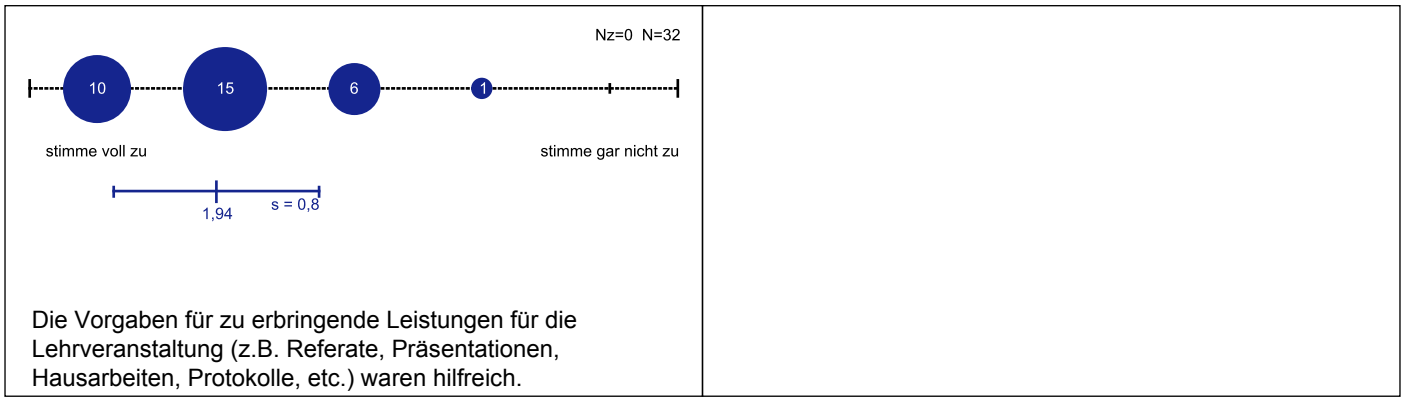 Nz=0 N=32
10 15 6 1
stimme voll zu stimme gar nicht zu
1,94 s = 0,8
Die Vorgaben für zu erbringende Leistungen für die
Lehrveranstaltung (z.B. Referate, Präsentationen,
Hausarbeiten, Protokolle, etc.) waren hilfreich.